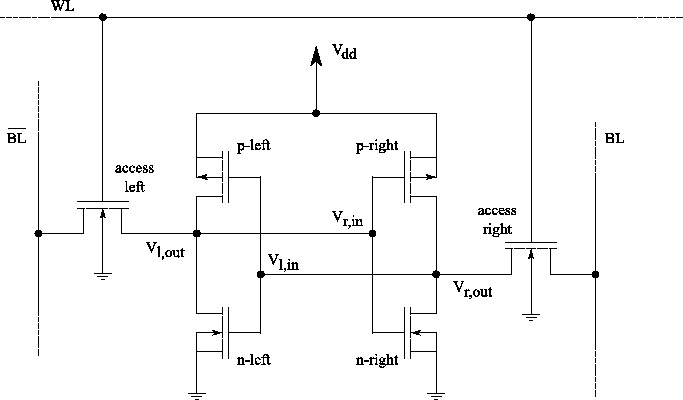 WL
Vdd
BL
p-left
p-right
BL
access
left
access
right
Vr,in
Vl,out
Vl,in
Vr,out
n-left
n-right